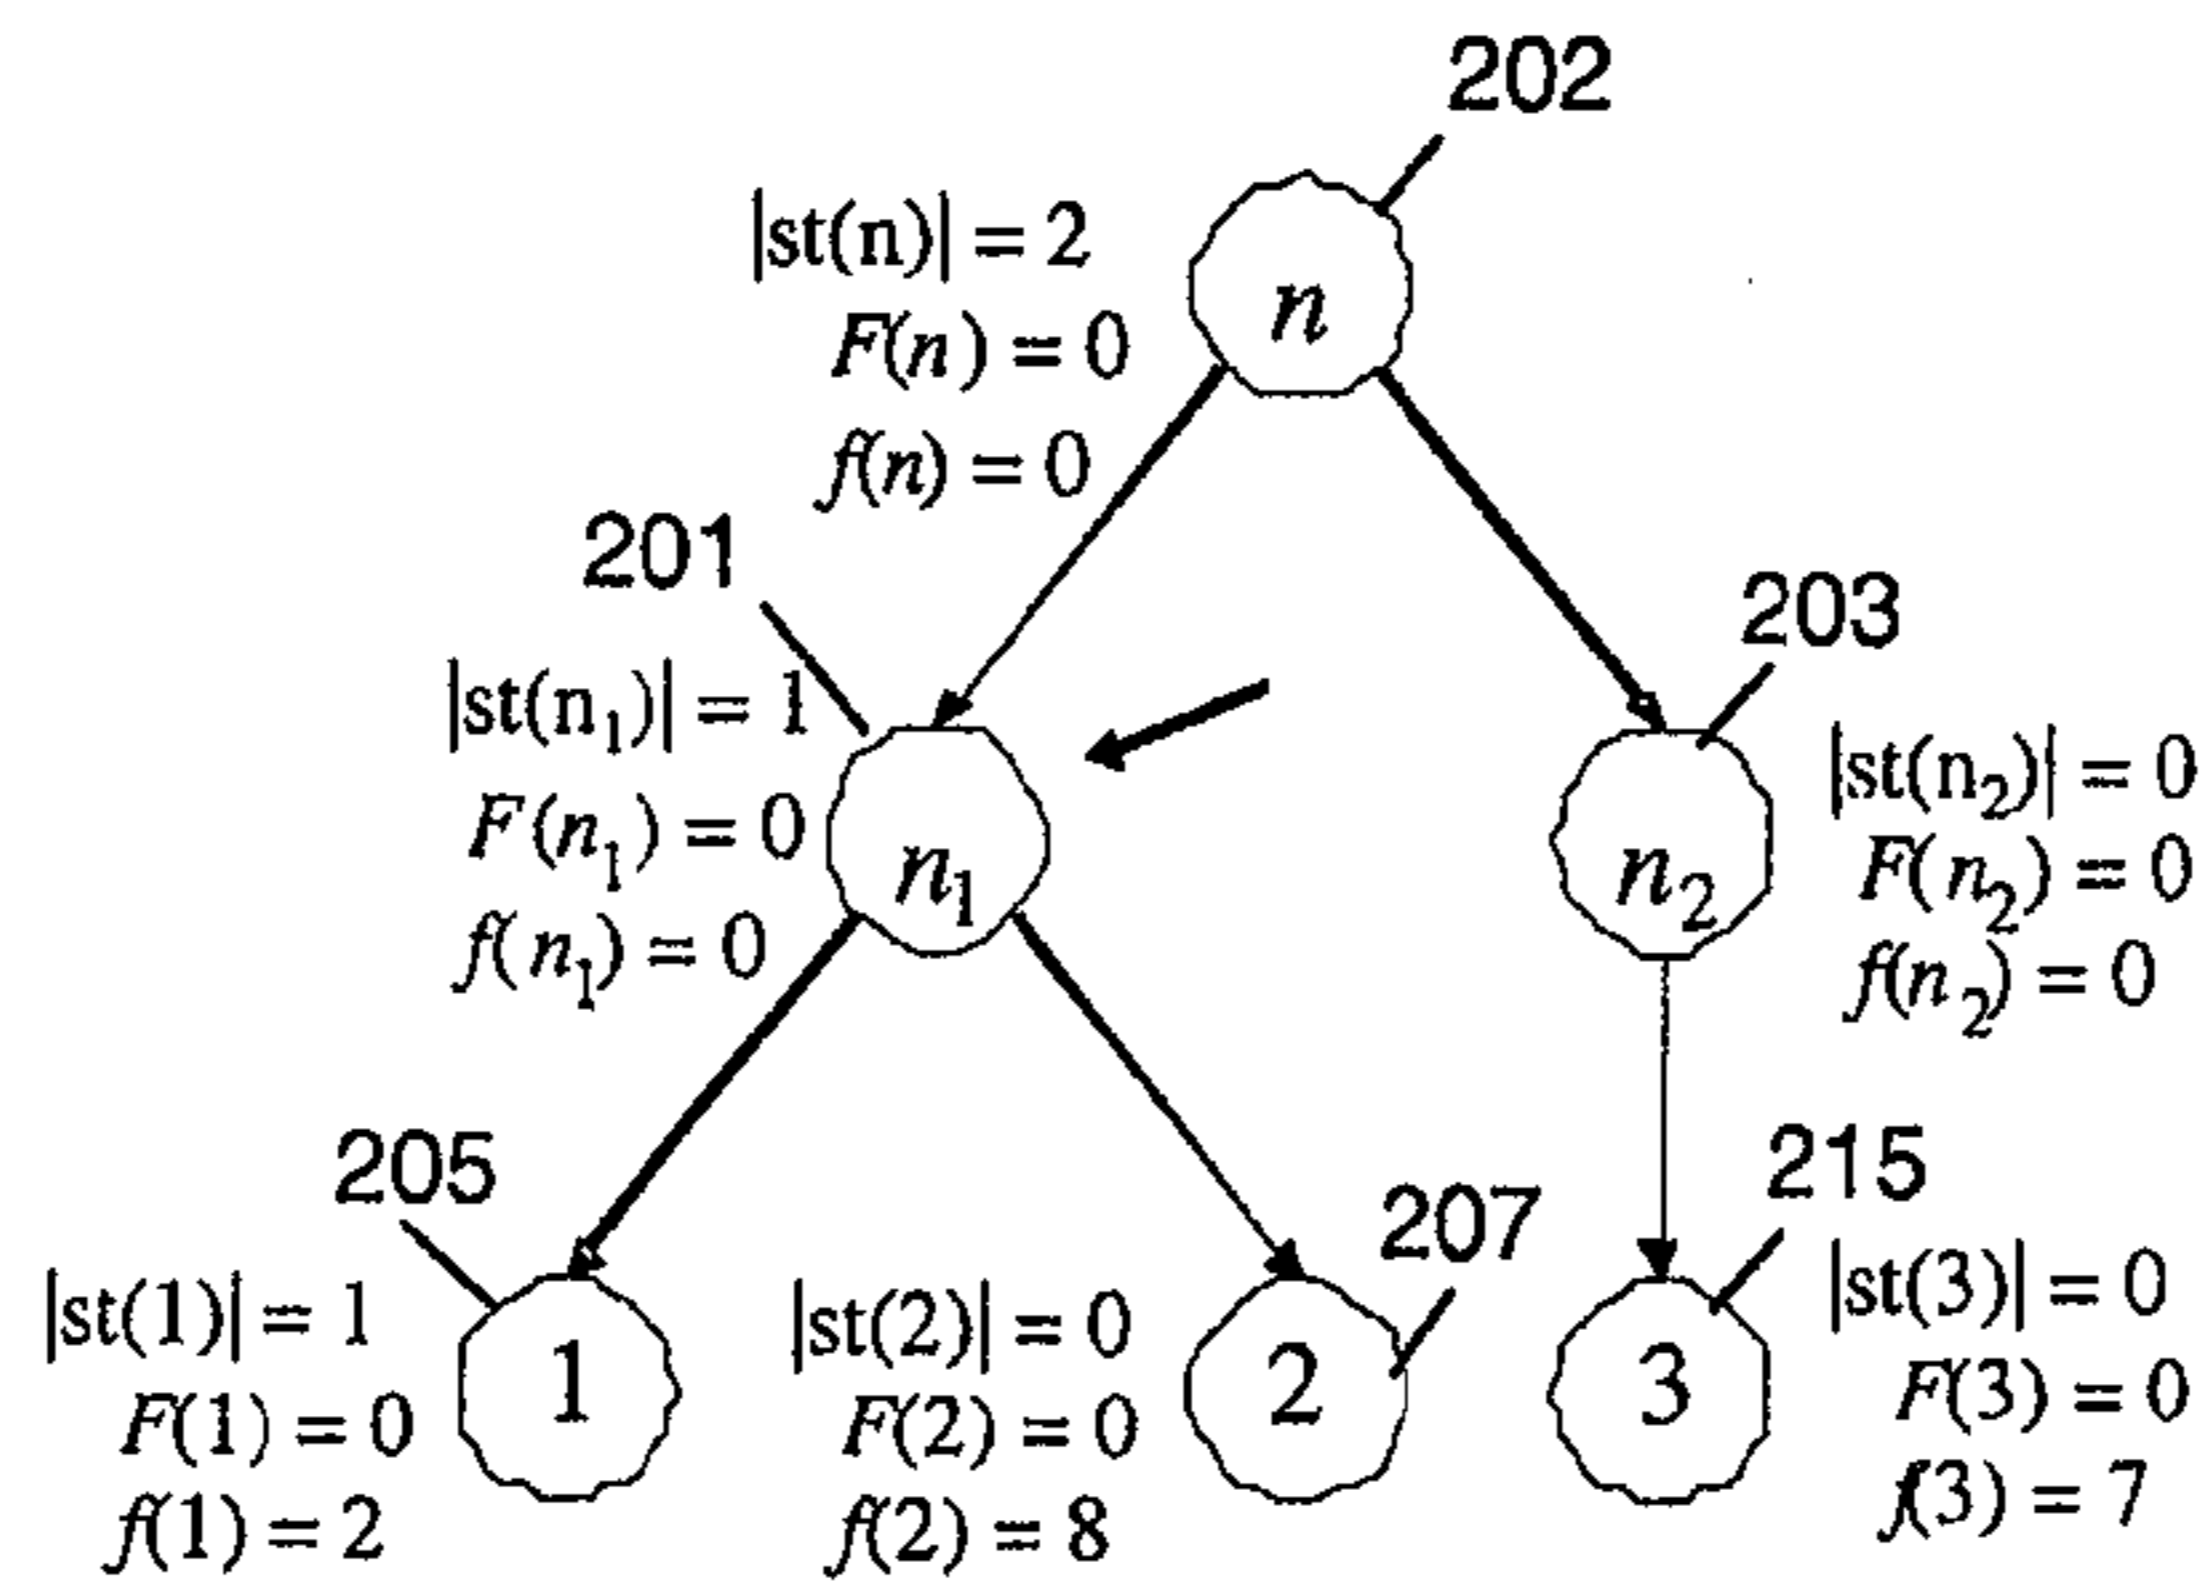 202
|st(n)| = 2
F(n) = 0
f(n) = 0
n
201
203
|st(n₁)| = 1
F(n₁) = 0
f(n₁) = 0
n₁
n₂
|st(n₂)| = 0
F(n₂) = 0
f(n₂) = 0
205
207
215
|st(1)| = 1
F(1) = 0
f(1) = 2
1
|st(2)| = 0
F(2) = 0
f(2) = 8
2
3
|st(3)| = 0
F(3) = 0
f(3) = 7